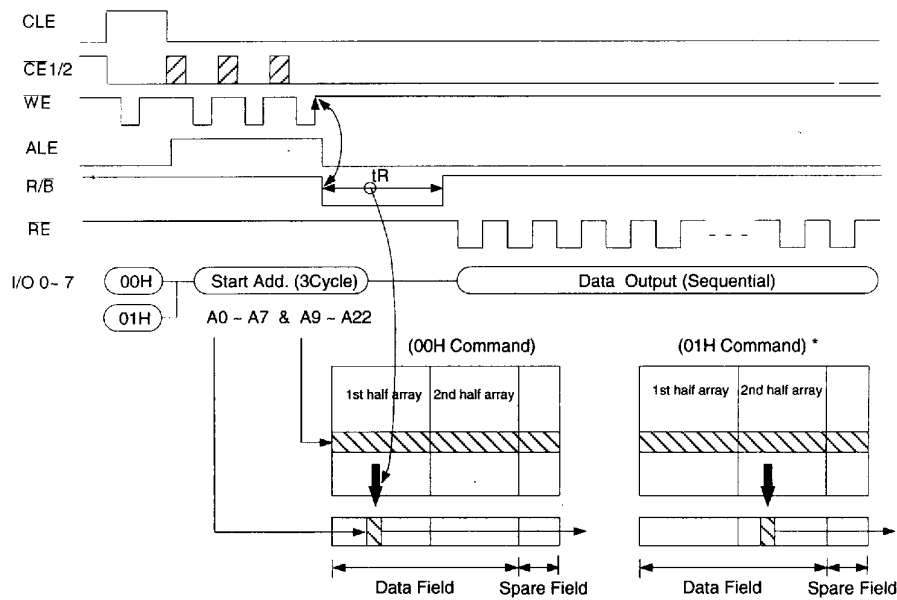 CLE
CE1/2
WE
ALE
R/B
tR
RE
I/O 0~ 7
00H
Start Add. (3Cycle)
Data Output (Sequential)
01H
A0 ~ A7 & A9 ~ A22
(00H Command)
(01H Command) *
1st half array
2nd half array
1st half array
2nd half array
Data Field
Spare Field
Data Field
Spare Field